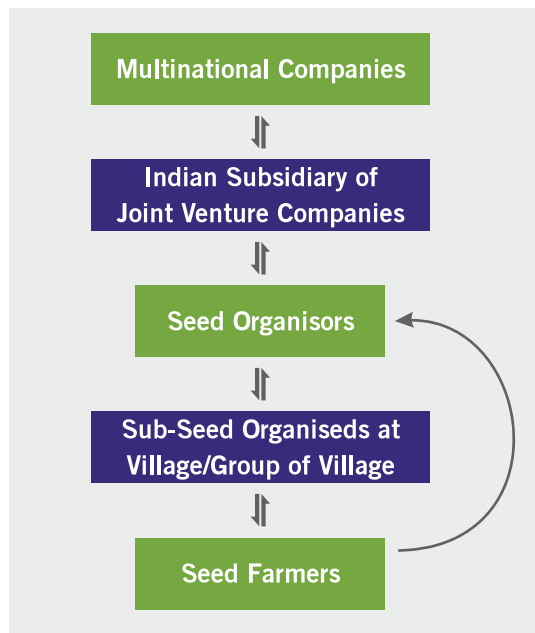 Multinational Companies
Indian Subsidiary of
Joint Venture Companies
Seed Organisors
Sub-Seed Organiseds at
Village/Group of Village
Seed Farmers